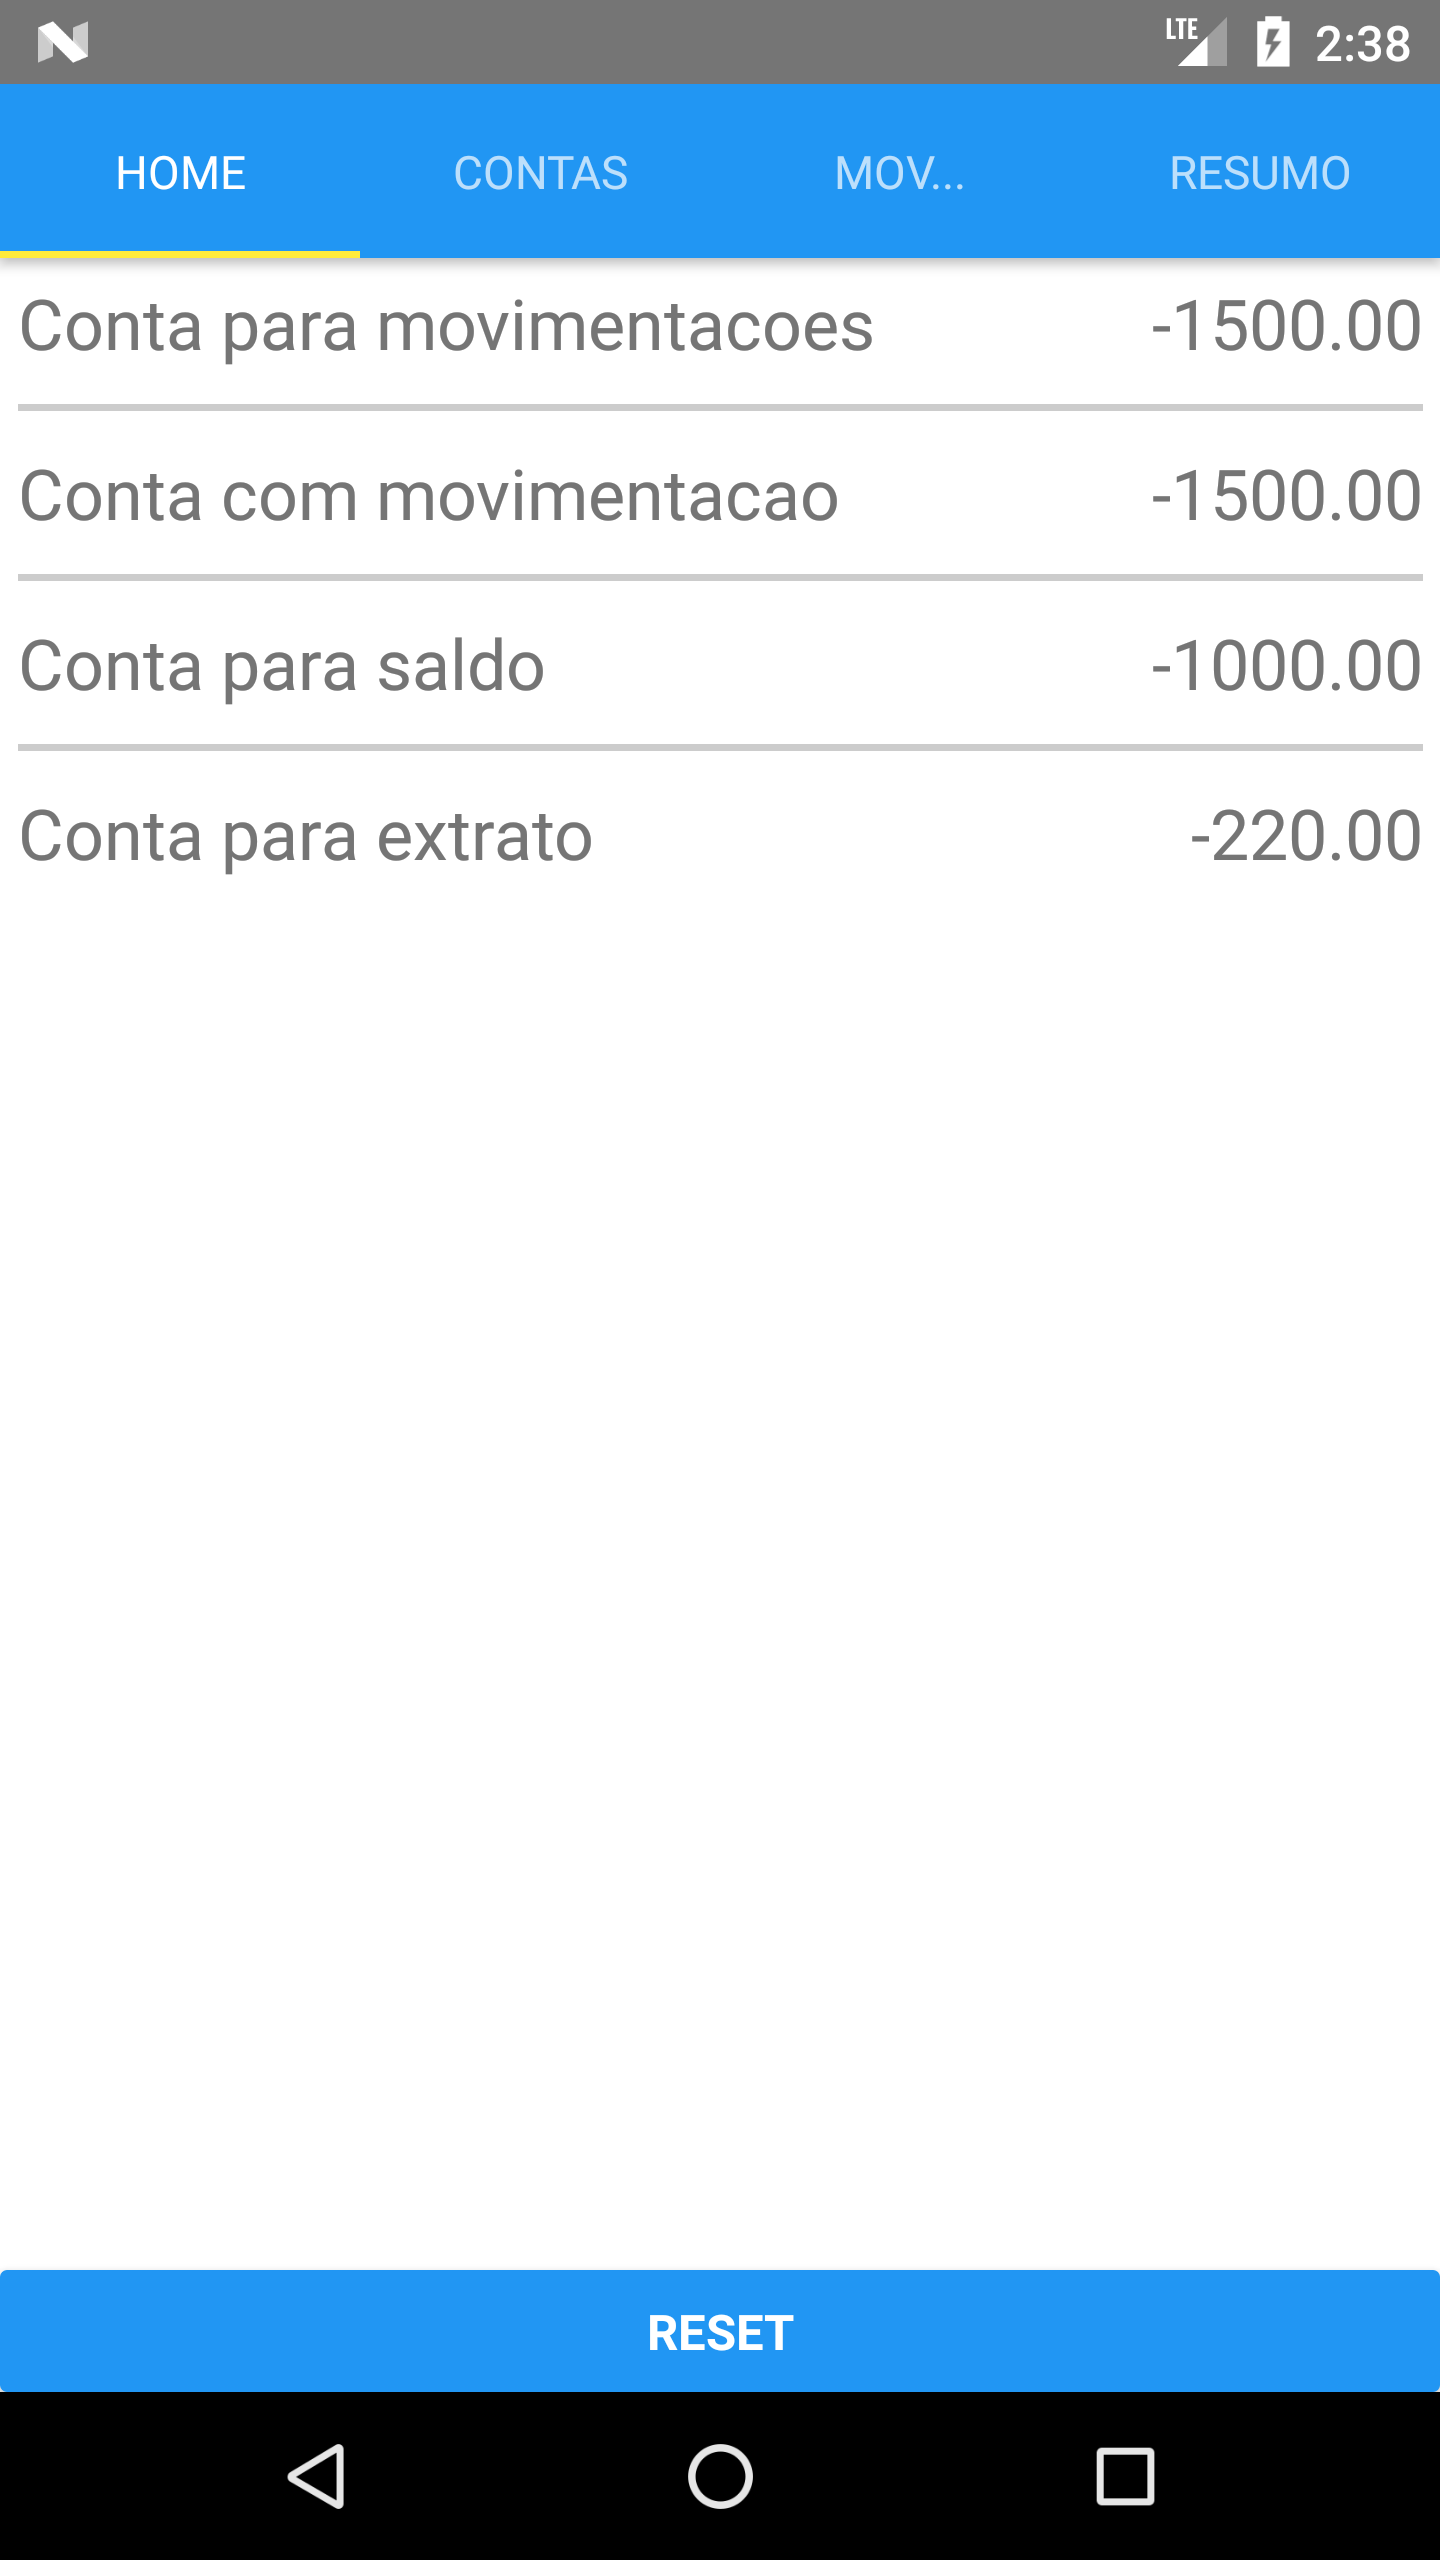 LTE 2:38
HOME CONTAS MOV... RESUMO
Conta para movimentacoes -1500.00
Conta com movimentacao -1500.00
Conta para saldo -1000.00
Conta para extrato -220.00
RESET